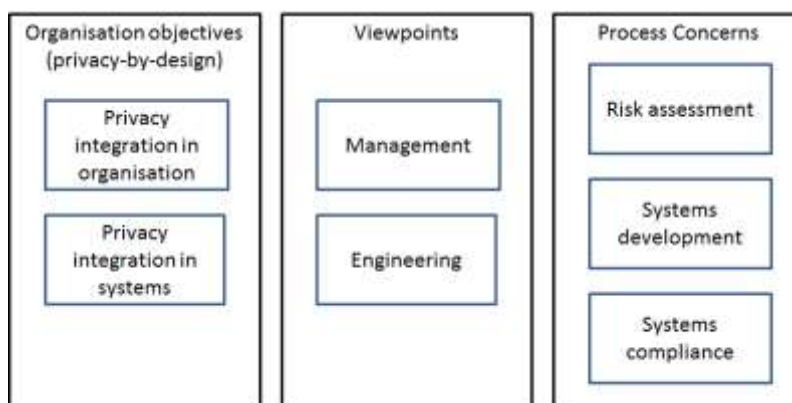 Organisation objectives
(privacy-by-design)
Privacy
integration in
organisation
Privacy
integration in
systems
Viewpoints
Management
Engineering
Process Concerns
Risk assessment
Systems
development
Systems
compliance